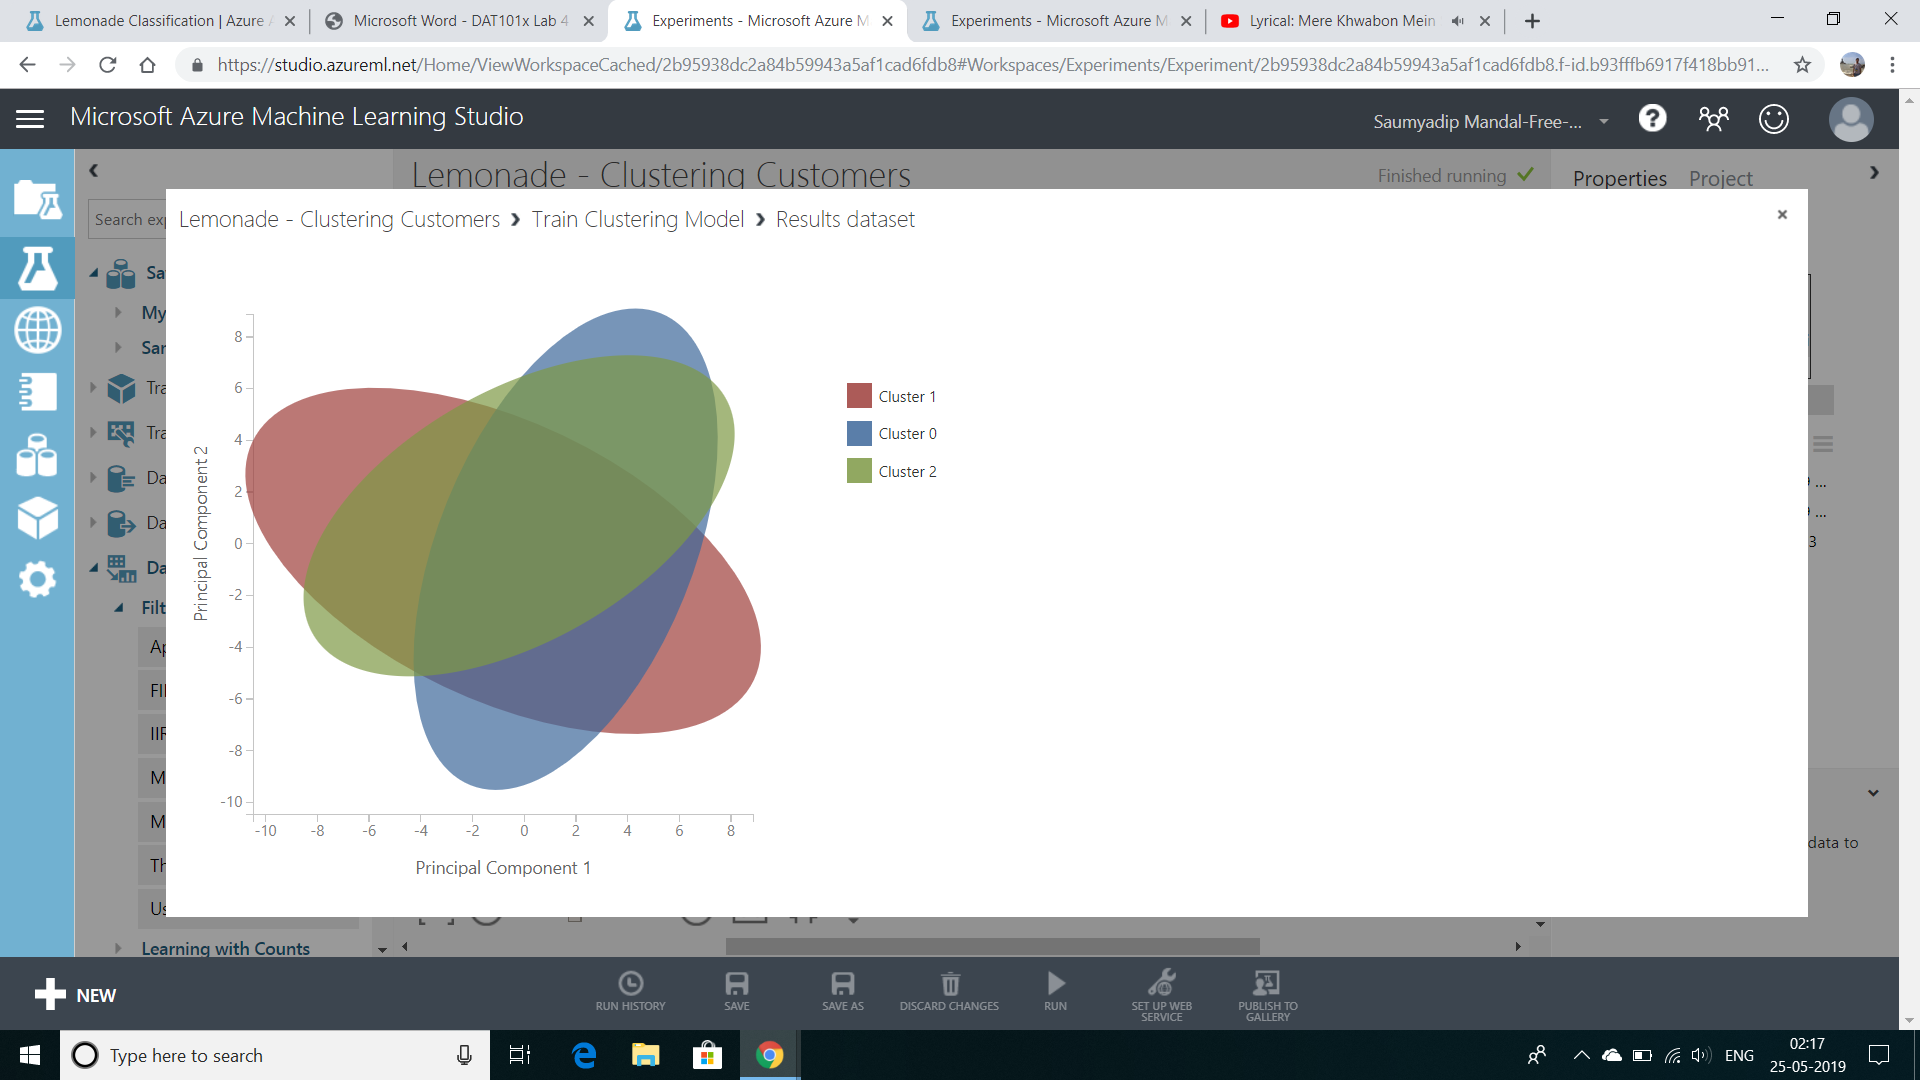 Lemonade Classification | Azure A
Microsoft Word - DAT101x Lab 4
Experiments - Microsoft Azure M
Experiments - Microsoft Azure M
Lyrical: Mere Khwabon Mein
https://studio.azureml.net/Home/ViewWorkspaceCached/2b95938dc2a84b59943a5af1cad6fdb8#Workspaces/Experiments/Experiment/2b95938dc2a84b59943a5af1cad6fdb8.f-id.b93fffb6917f418bb91...
Microsoft Azure Machine Learning Studio
Saumyadip Mandal-Free-...
Lemonade - Clustering Customers
Finished running
Properties Project
Search exp
Lemonade - Clustering Customers > Train Clustering Model > Results dataset
Sa
My
Sar
Tra
Tra
Da
Da
Da
Filt
Ap
FII
IIR
M
M
Th
Us
Learning with Counts
8
6
4
2
0
-2
-4
-6
-8
-10
Principal Component 2
-10 -8 -6 -4 -2 0 2 4 6 8
Principal Component 1
Cluster 1
Cluster 0
Cluster 2
...
...
3
data to
NEW
RUN HISTORY
SAVE
SAVE AS
DISCARD CHANGES
RUN
SET UP WEB
SERVICE
PUBLISH TO
GALLERY
Type here to search
ENG
02:17
25-05-2019